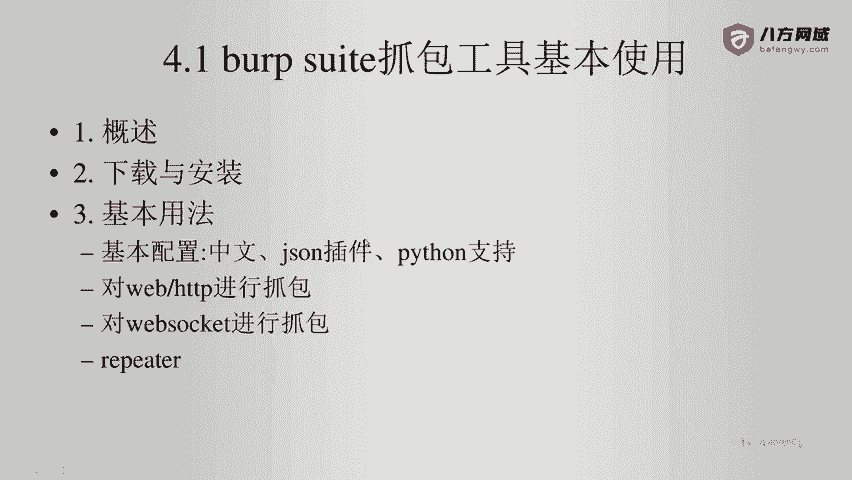 八方网域
bafangwy.com
4.1 burp suite抓包工具基本使用
• 1. 概述
• 2. 下载与安装
• 3. 基本用法
– 基本配置:中文、json插件、python支持
– 对web/http进行抓包
– 对websocket进行抓包
– repeater